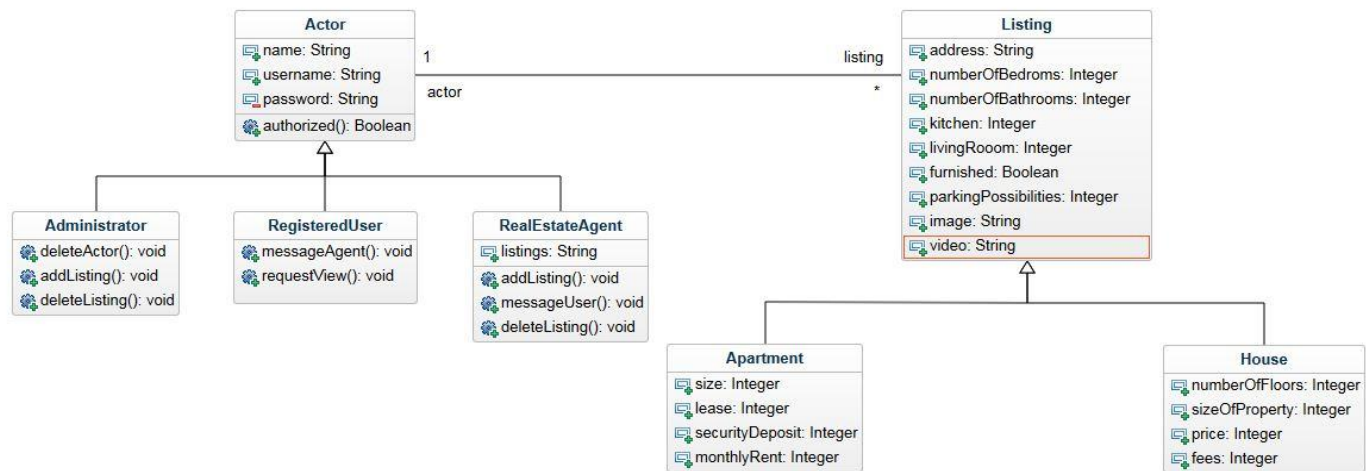 Actor
name: String
username: String
password: String
authorized(): Boolean
1
actor
listing
*
Listing
address: String
numberOfBedroms: Integer
numberOfBathrooms: Integer
kitchen: Integer
livingRooom: Integer
furnished: Boolean
parkingPossibilities: Integer
image: String
video: String
Administrator
deleteActor(): void
addListing(): void
deleteListing(): void
RegisteredUser
messageAgent(): void
requestView(): void
RealEstateAgent
listings: String
addListing(): void
messageUser(): void
deleteListing(): void
Apartment
size: Integer
lease: Integer
securityDeposit: Integer
monthlyRent: Integer
House
numberOfFloors: Integer
sizeOfProperty: Integer
price: Integer
fees: Integer